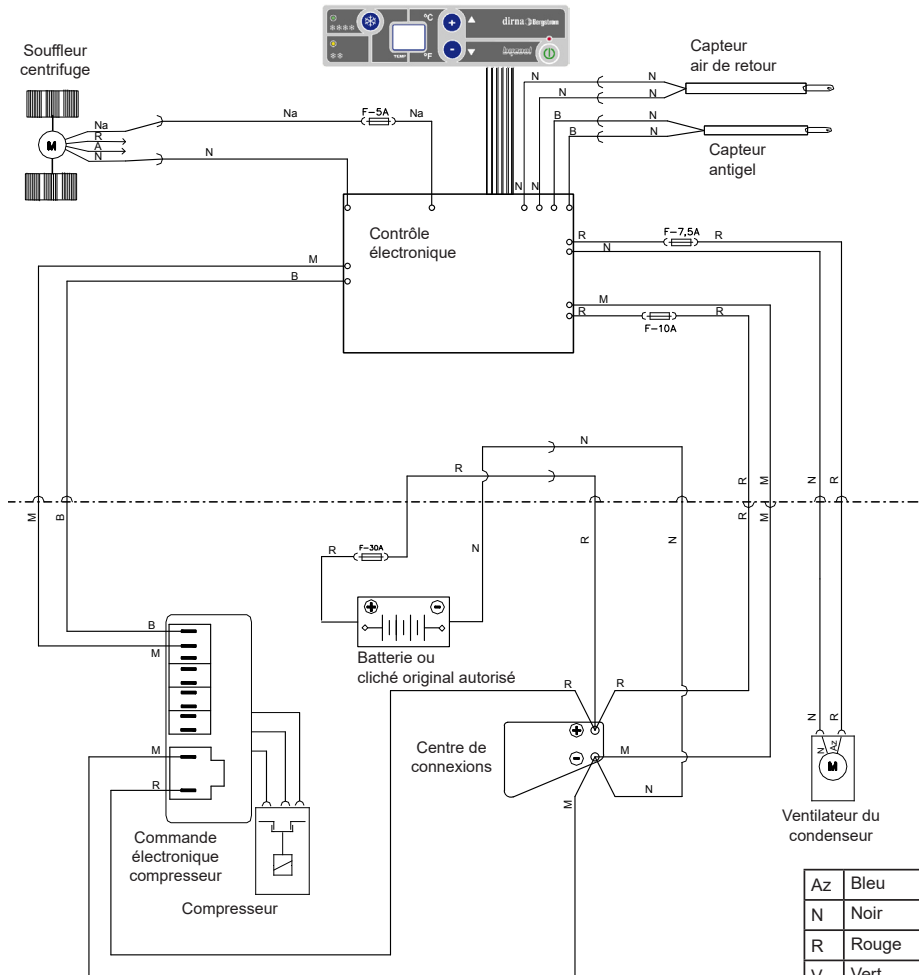 °C
dirna Bergstrom
TEMP
°F
Souffleur
centrifuge
Capteur
air de retour
N
N
N
N
Na
Na
F-5A
Na
R
A
N
N
M
B
N
B
N
Capteur
antigel
N
N
Contrôle
électronique
R
F-7,5A
R
N
M
B
M
R
F-10A
R
N
R
R
M
N
R
M
B
R
M
R
F-30A
N
R
N
Batterie ou
cliché original autorisé
B
M
R
R
Centre de
connexions
M
N
M
N
R
N
Az
M
M
R
Ventilateur du
condenseur
Commande
électronique
compresseur
Compresseur
Az Bleu
N Noir
R Rouge
V Vert